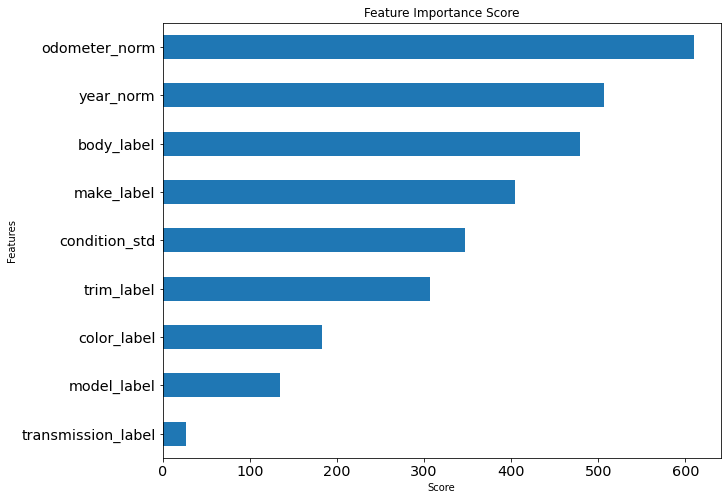 Feature Importance Score
odometer_norm
year_norm
body_label
make_label
condition_std
trim_label
color_label
model_label
transmission_label
Features
0 100 200 300 400 500 600
Score